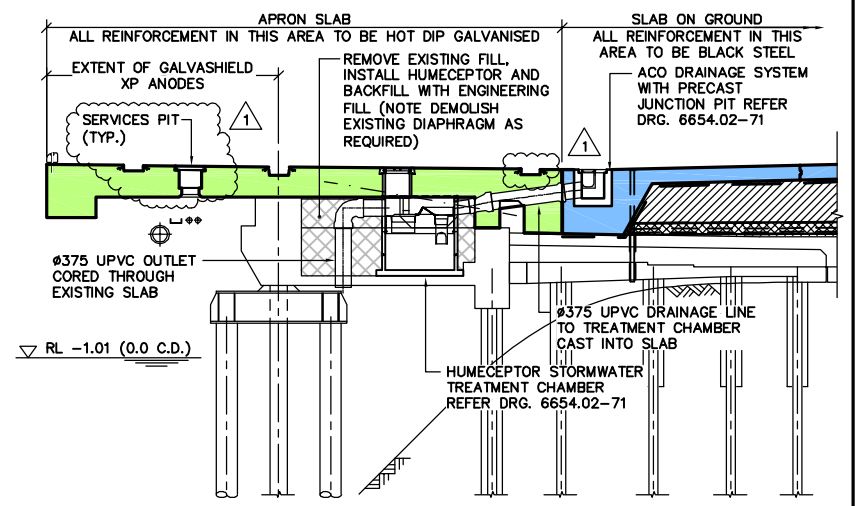 APRON SLAB
ALL REINFORCEMENT IN THIS AREA TO BE HOT DIP GALVANISED
SLAB ON GROUND
ALL REINFORCEMENT IN THIS
AREA TO BE BLACK STEEL
EXTENT OF GALVASHIELD
XP ANODES
REMOVE EXISTING FILL,
INSTALL HUMECEPTOR AND
BACKFILL WITH ENGINEERING
FILL (NOTE DEMOLISH
EXISTING DIAPHRAGM AS
REQUIRED)
ACO DRAINAGE SYSTEM
WITH PRECAST
JUNCTION PIT REFER
DRG. 6654.02-71
SERVICES PIT
(TYP.)
1
1
ø375 UPVC OUTLET
CORED THROUGH
EXISTING SLAB
ø375 UPVC DRAINAGE LINE
TO TREATMENT CHAMBER
CAST INTO SLAB
RL -1.01 (0.0 C.D.)
HUMECEPTOR STORMWATER
TREATMENT CHAMBER
REFER DRG. 6654.02-71